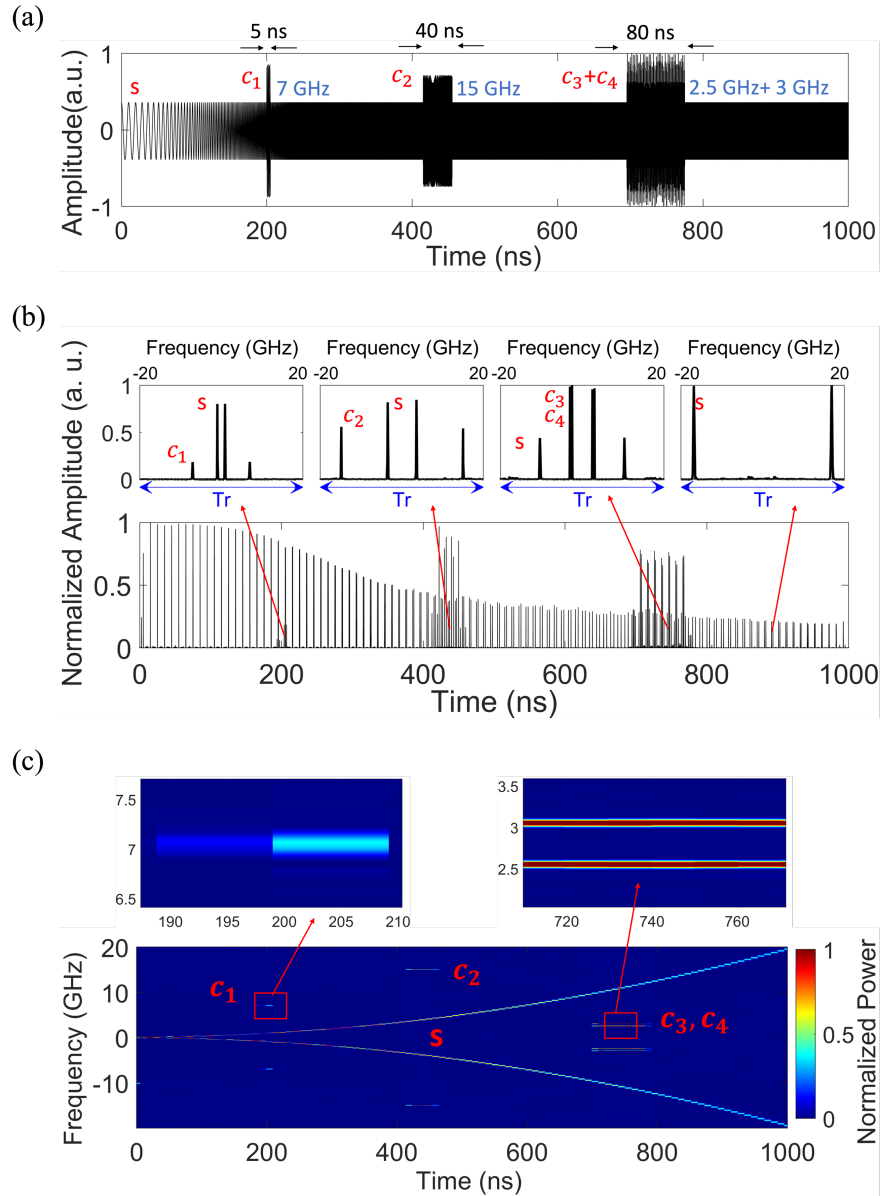 (a)
5 ns
40 ns
80 ns
Amplitude(a.u.)
1
0
-1
s
c₁
7 GHz
c₂
15 GHz
c₃+c₄
2.5 GHz+ 3 GHz
0
200
400
600
800
1000
Time (ns)
(b)
Frequency (GHz)
Frequency (GHz)
Frequency (GHz)
Frequency (GHz)
-20
20
-20
20
-20
20
-20
20
Normalized Amplitude (a. u.)
1
0.5
0
c₁
s
c₂
s
s
c₃
c₄
s
Tr
Tr
Tr
Tr
1
0.5
0
0
200
400
600
800
1000
Time (ns)
(c)
7.5
7
6.5
190
195
200
205
210
3.5
3
2.5
720
740
760
Frequency (GHz)
20
10
0
-10
c₁
c₂
s
c₃, c₄
0
200
400
600
800
1000
Time (ns)
1
0.5
0
Normalized Power